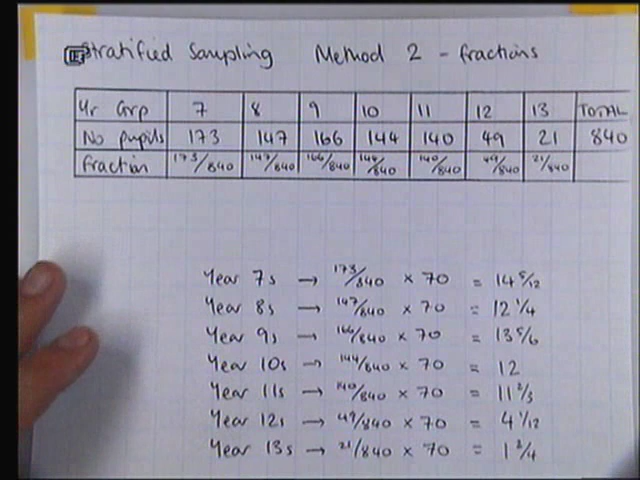 Stratified Sampling Method 2 - fractions
Yr Grp 7 8 9 10 11 12 13 TOTAL
No pupils 173 147 166 144 140 49 21 840
Fraction 173/840 147/840 166/840 144/840 140/840 49/840 21/840
Year 7s → 173/840 × 70 = 14 5/12
Year 8s → 147/840 × 70 = 12 1/4
Year 9s → 166/840 × 70 = 13 5/6
Year 10s → 144/840 × 70 = 12
Year 11s → 140/840 × 70 = 11 2/3
Year 12s → 49/840 × 70 = 4 1/12
Year 13s → 21/840 × 70 = 1 3/4